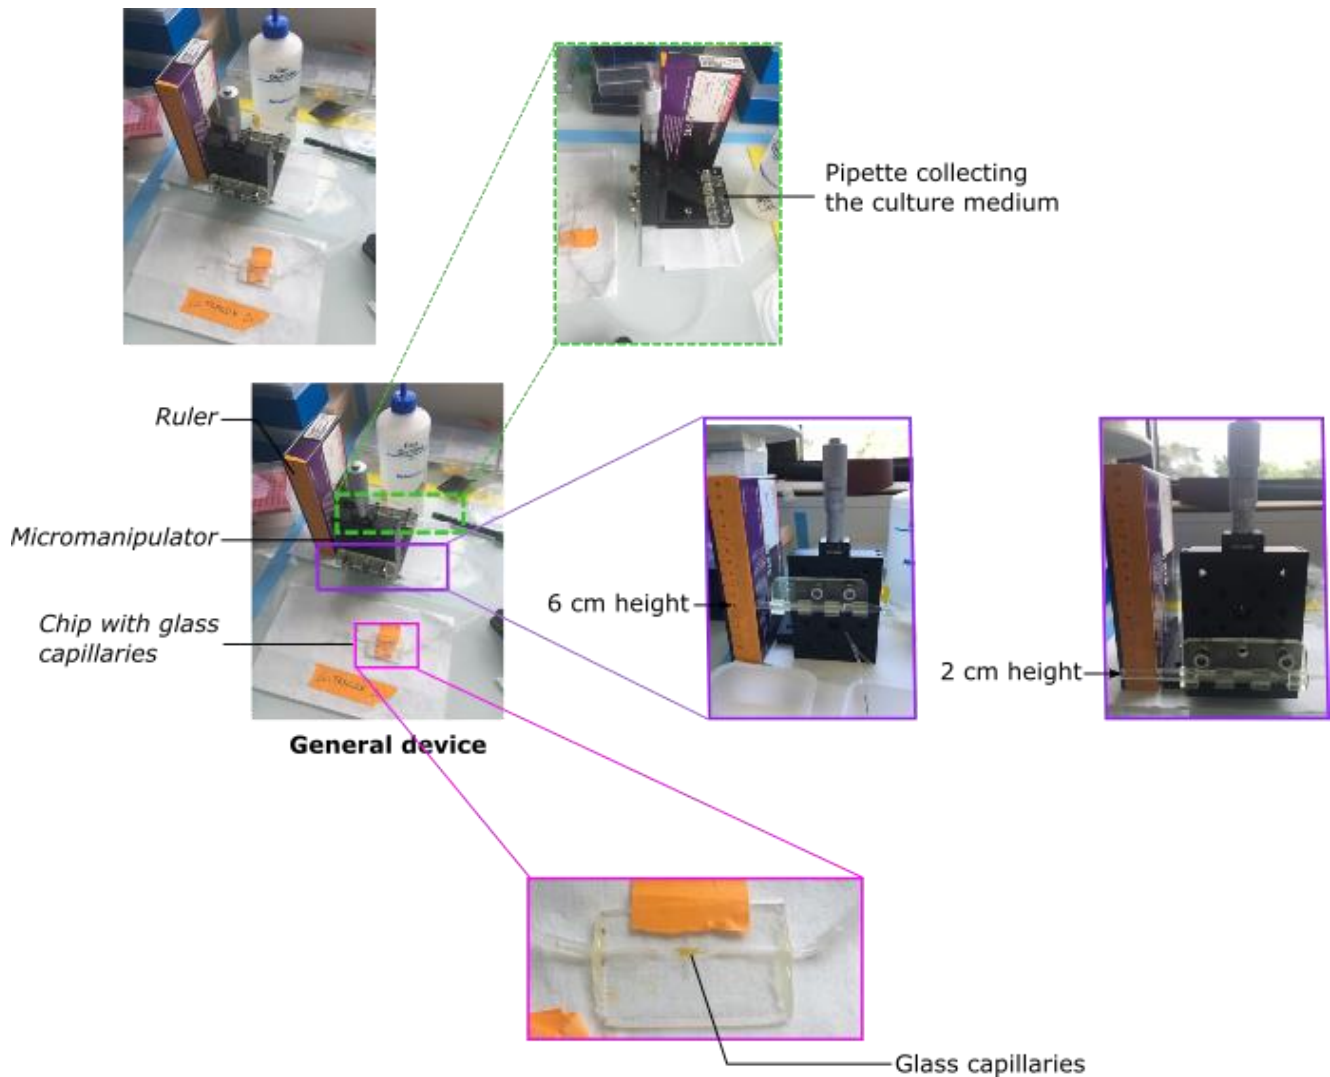 Pipette collecting
the culture medium
Ruler
Micromanipulator
Chip with glass
capillaries
6 cm height
2 cm height
General device
Glass capillaries